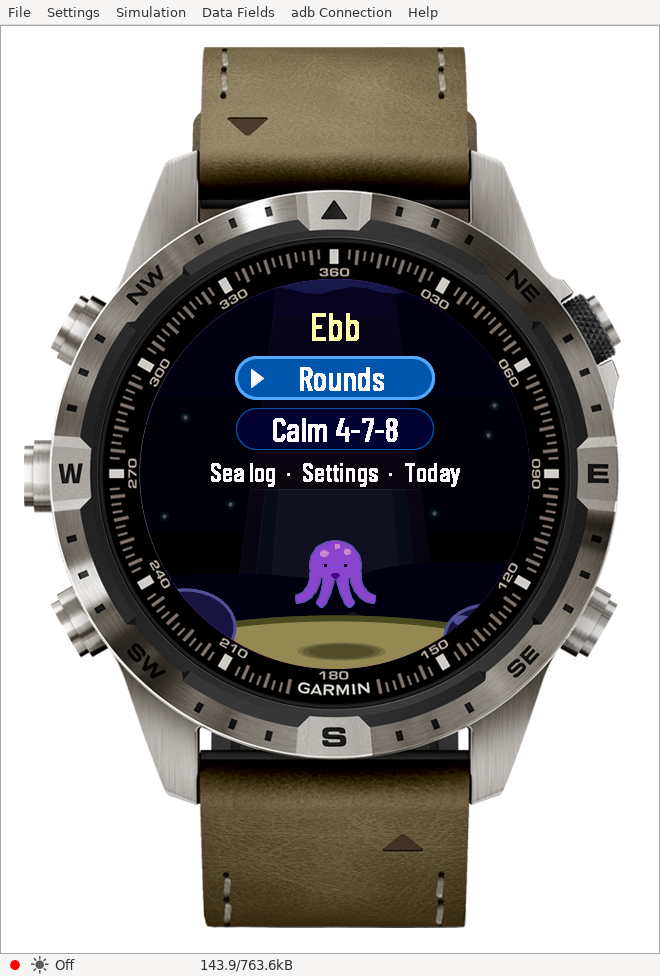 File Settings Simulation Data Fields adb Connection Help
360
330 030
NW NE
300 060
Ebb
Rounds
Calm 4-7-8
W 270 Sea log · Settings · Today 090 E
240 120
210 150
SW SE
180
GARMIN
S
Off 143.9/763.6kB